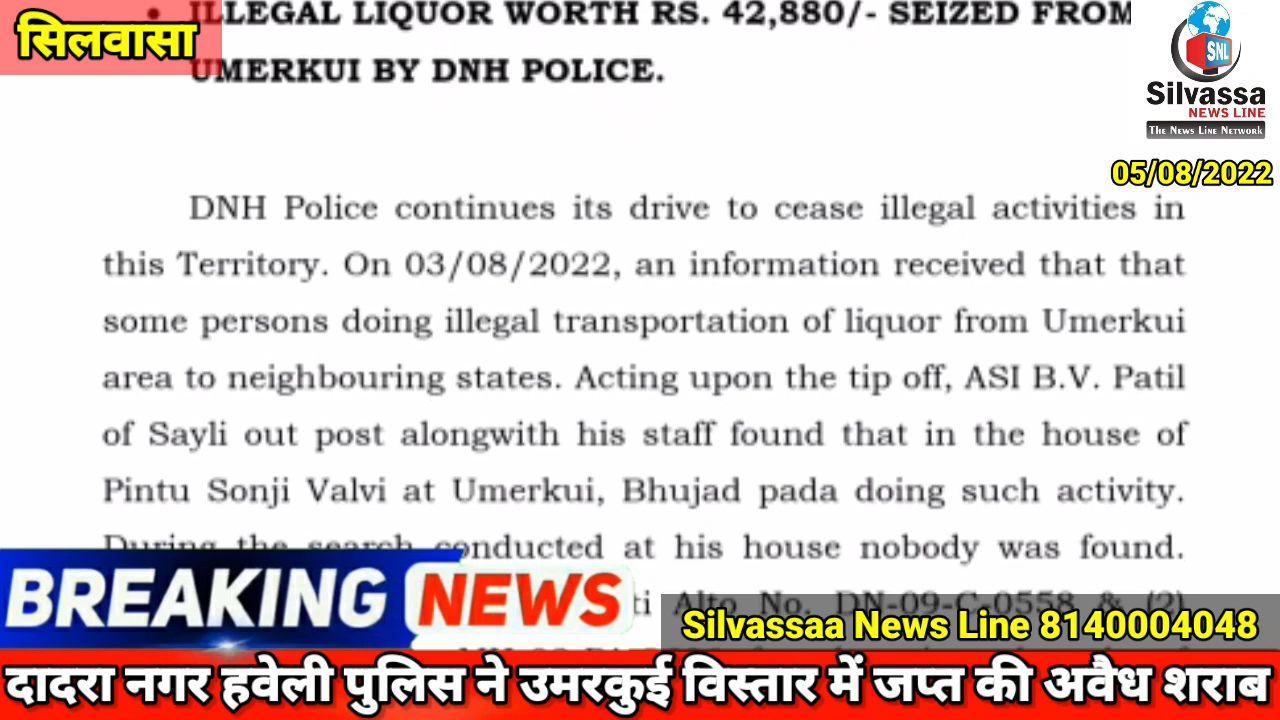 सिलवासा
• ILLEGAL LIQUOR WORTH RS. 42,880/- SEIZED FROM
UMERKUI BY DNH POLICE.
SNL
Silvassa
NEWS LINE
The News Line Network
05/08/2022
DNH Police continues its drive to cease illegal activities in
this Territory. On 03/08/2022, an information received that that
some persons doing illegal transportation of liquor from Umerkui
area to neighbouring states. Acting upon the tip off, ASI B.V. Patil
of Sayli out post alongwith his staff found that in the house of
Pintu Sonji Valvi at Umerkui, Bhujad pada doing such activity.
During the search conducted at his house nobody was found.
Alto No. DN-09-C-0558 & (2)
BREAKING NEWS
Silvassaa News Line 8140004048
दादरा नगर हवेली पुलिस ने उमरकुई विस्तार में जप्त की अवैध शराब